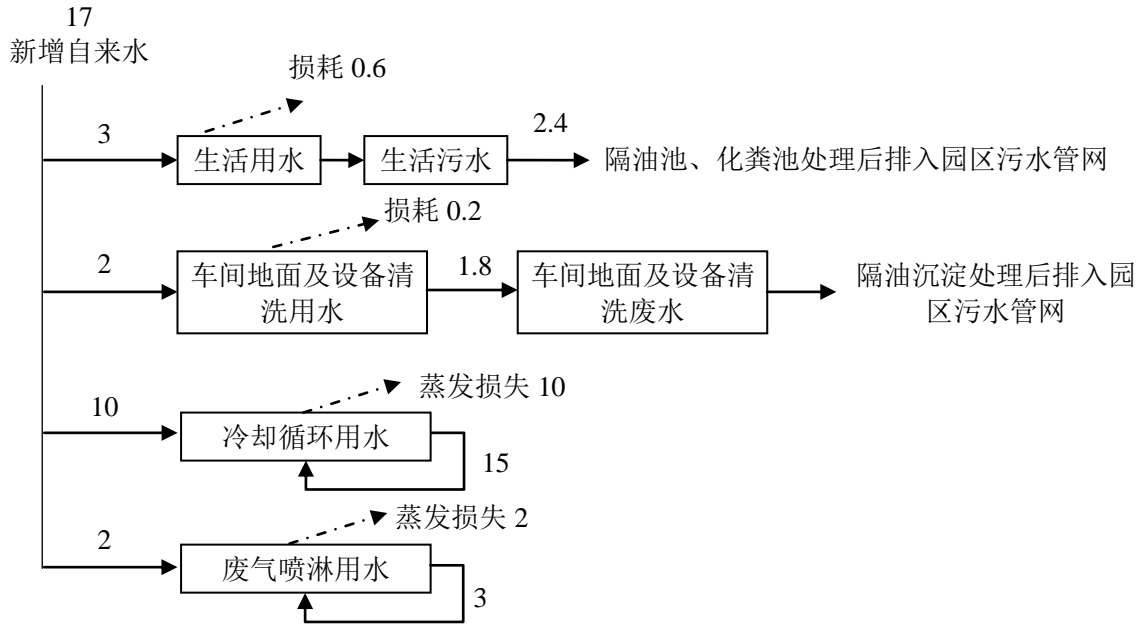 17
新增自来水
损耗 0.6
3
生活用水
生活污水
2.4
隔油池、化粪池处理后排入园区污水管网
损耗 0.2
2
车间地面及设备清
洗用水
1.8
车间地面及设备清
洗废水
隔油沉淀处理后排入园
区污水管网
蒸发损失 10
10
冷却循环用水
15
蒸发损失 2
2
废气喷淋用水
3